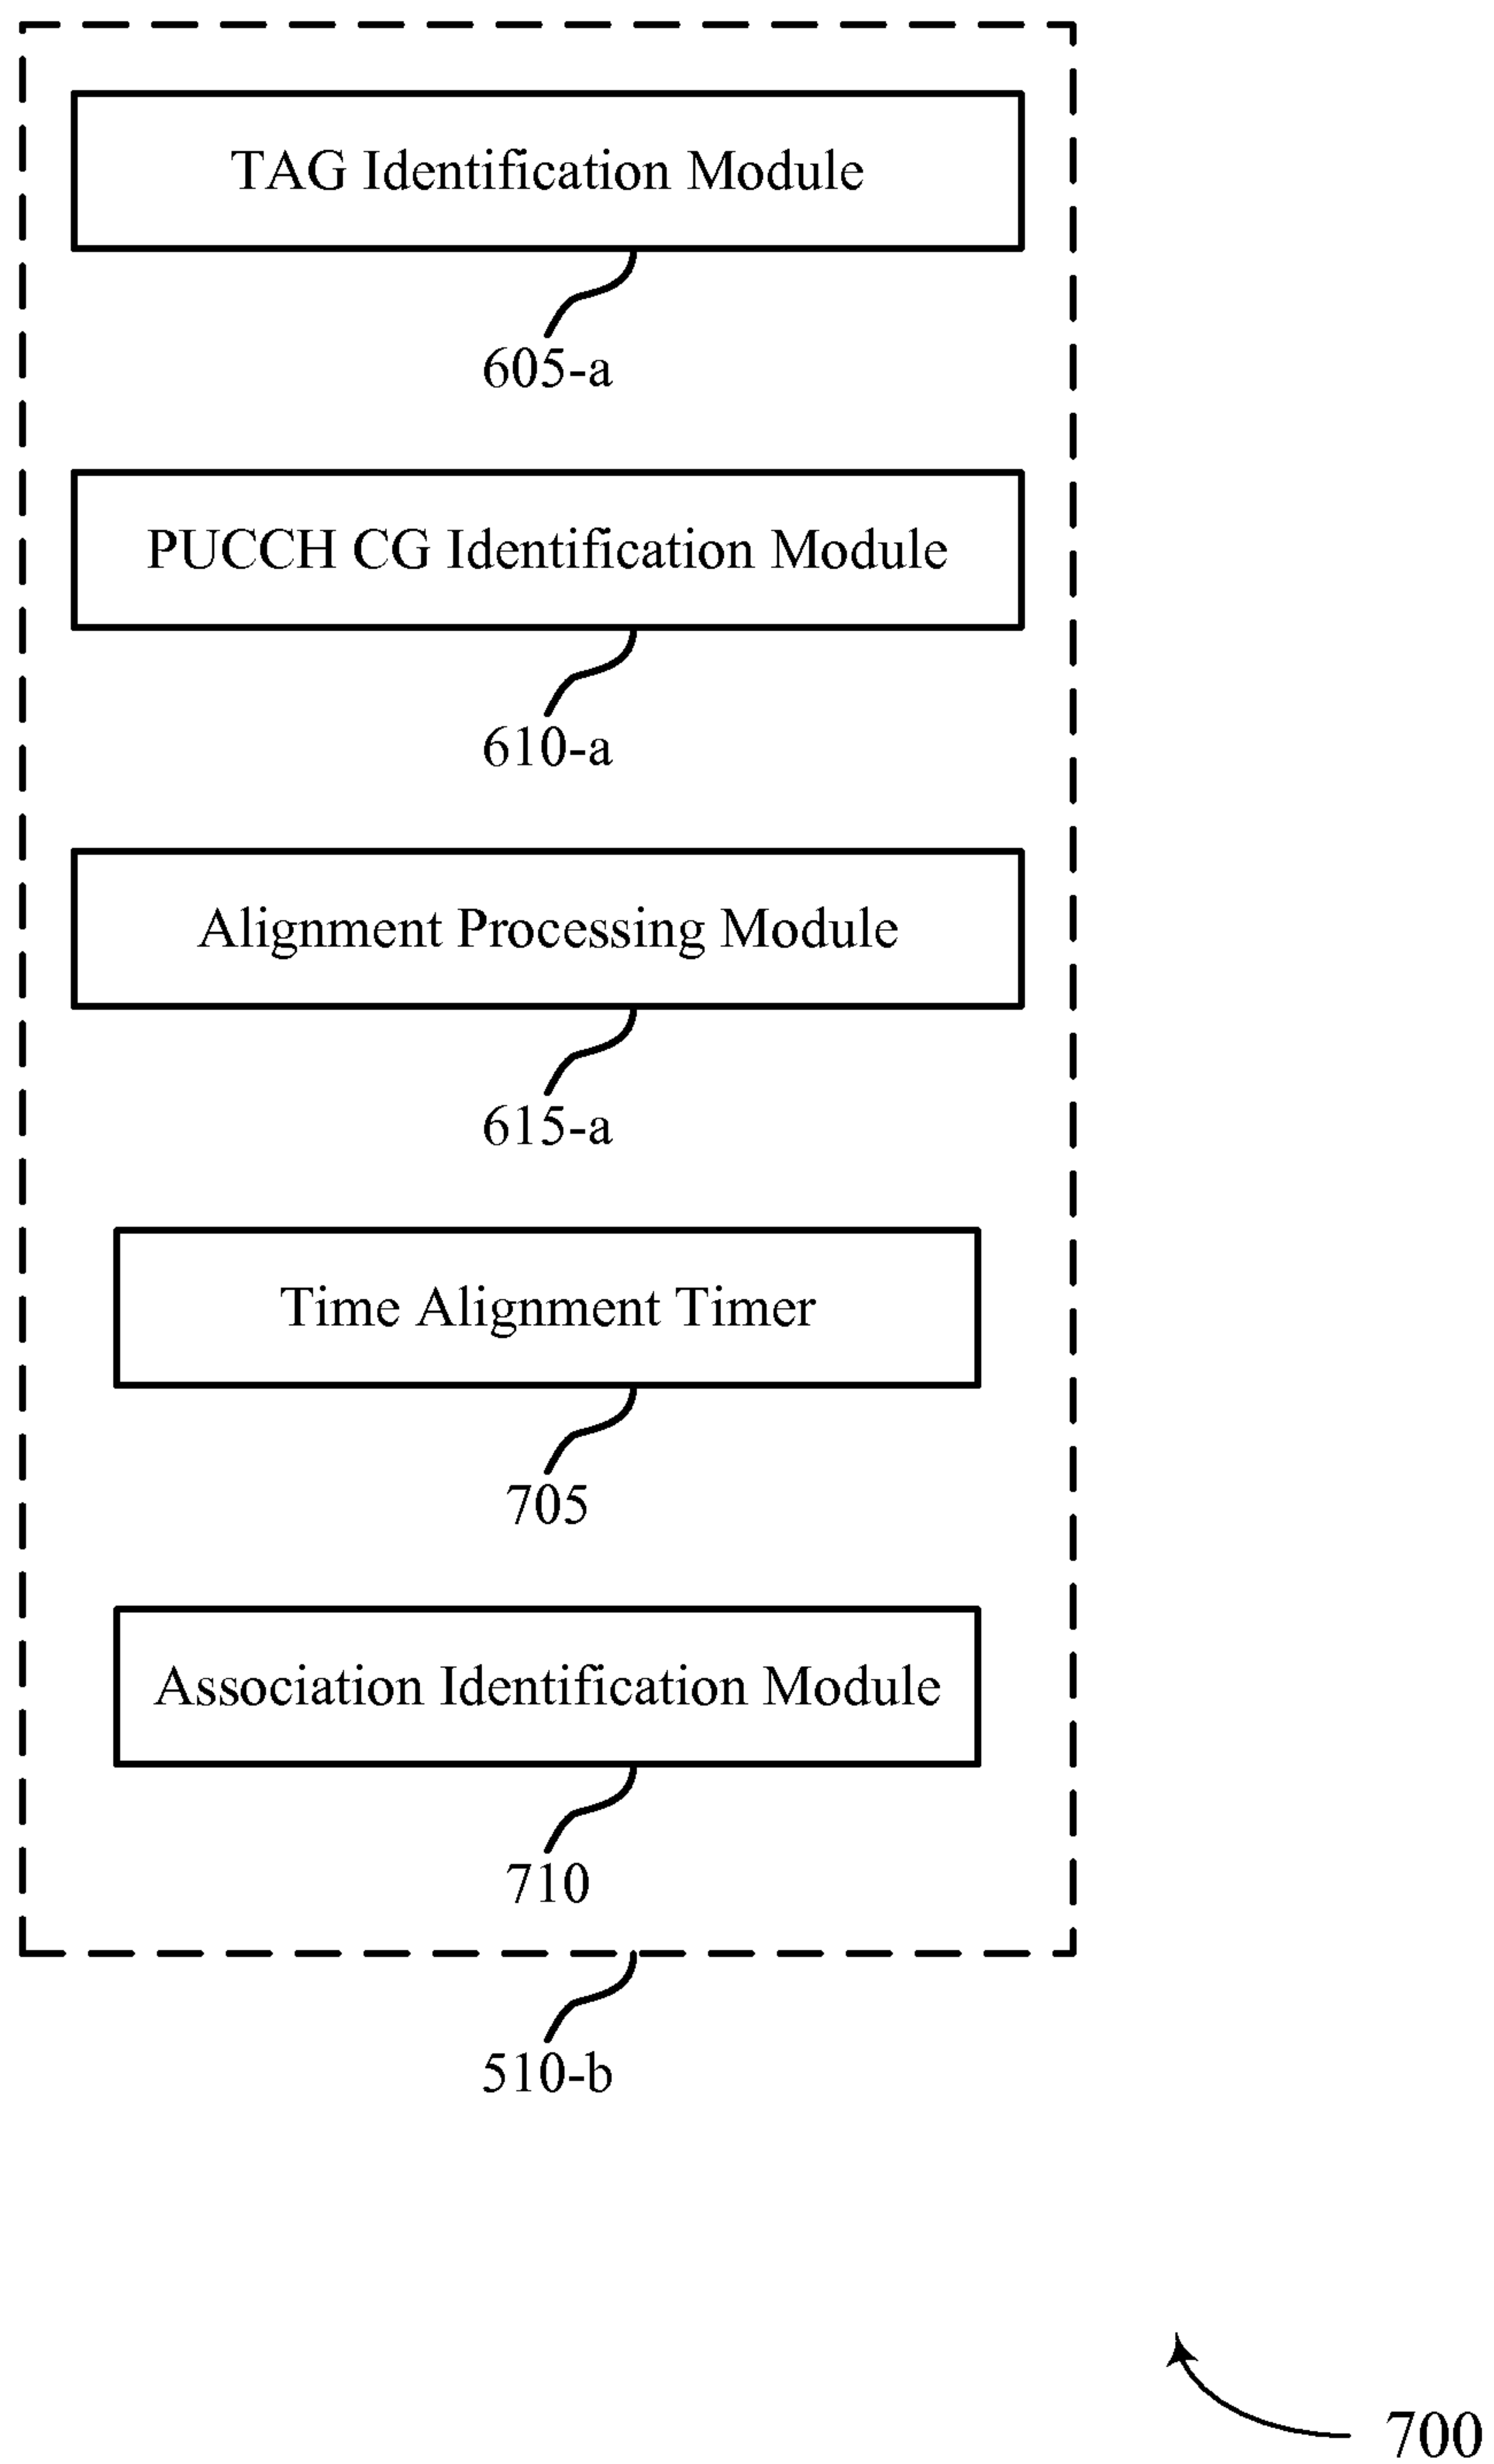 TAG Identification Module
605-a
PUCCH CG Identification Module
610-a
Alignment Processing Module
615-a
Time Alignment Timer
705
Association Identification Module
710
510-b
700